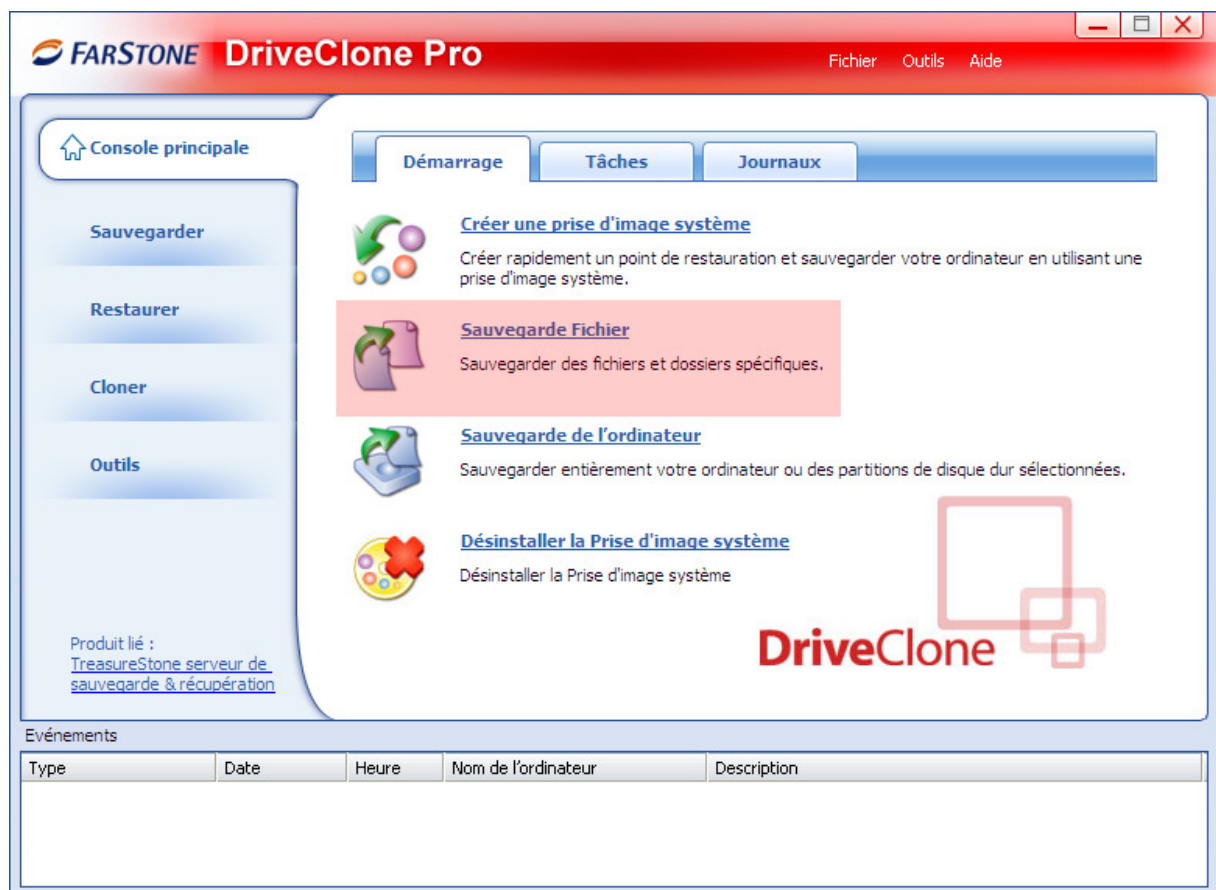 FARSTONE DriveClone Pro
Fichier Outils Aide
Console principale
Sauvegarder
Restaurer
Cloner
Outils
Produit lié :
TreasureStone serveur de
sauvegarde & récupération
Démarrage Tâches Journaux
Créer une prise d'image système
Créer rapidement un point de restauration et sauvegarder votre ordinateur en utilisant une
prise d'image système.
Sauvegarde Fichier
Sauvegarder des fichiers et dossiers spécifiques.
Sauvegarde de l'ordinateur
Sauvegarder entièrement votre ordinateur ou des partitions de disque dur sélectionnées.
Désinstaller la Prise d'image système
Désinstaller la Prise d'image système
DriveClone
Evénements
Type Date Heure Nom de l'ordinateur Description